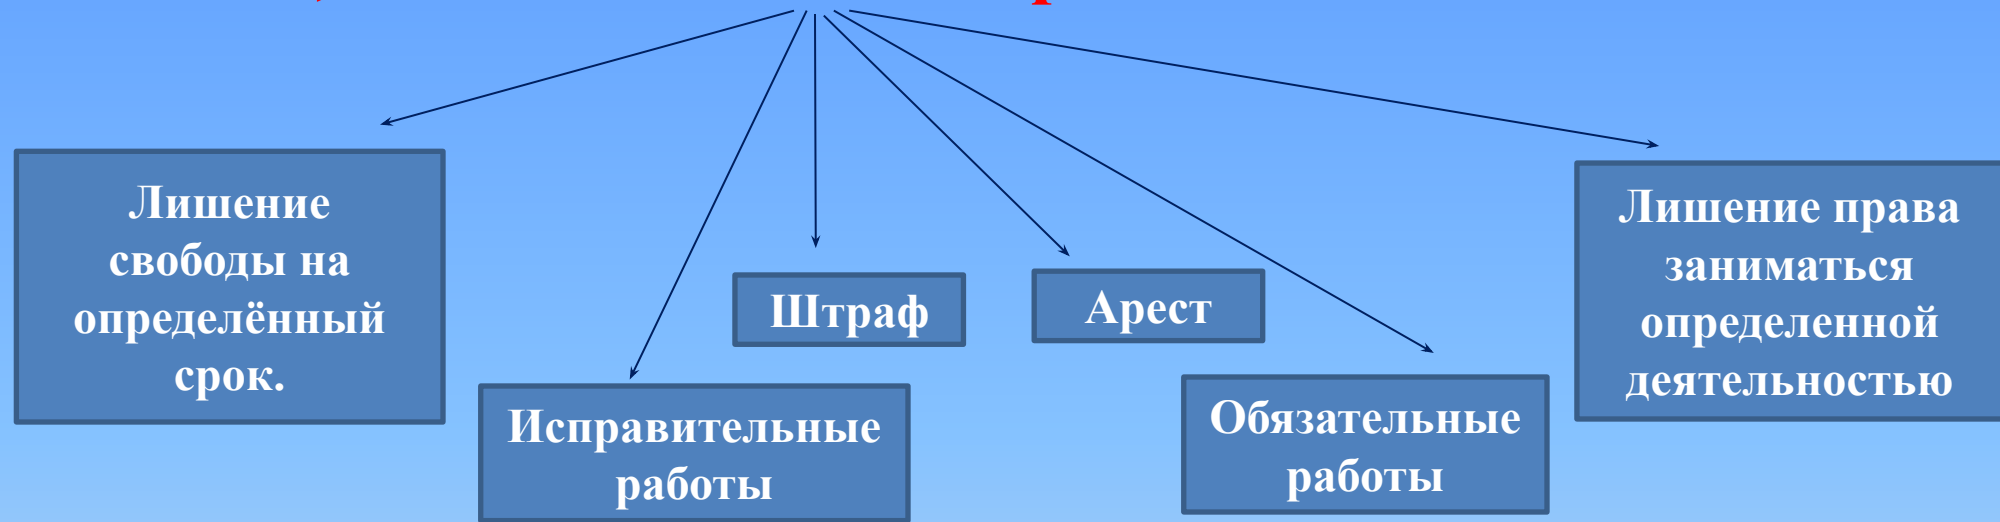 Лишение
свободы на
определённый
срок.
Исправительные
работы
Штраф
Арест
Обязательные
работы
Лишение права
заниматься
определенной
деятельностью